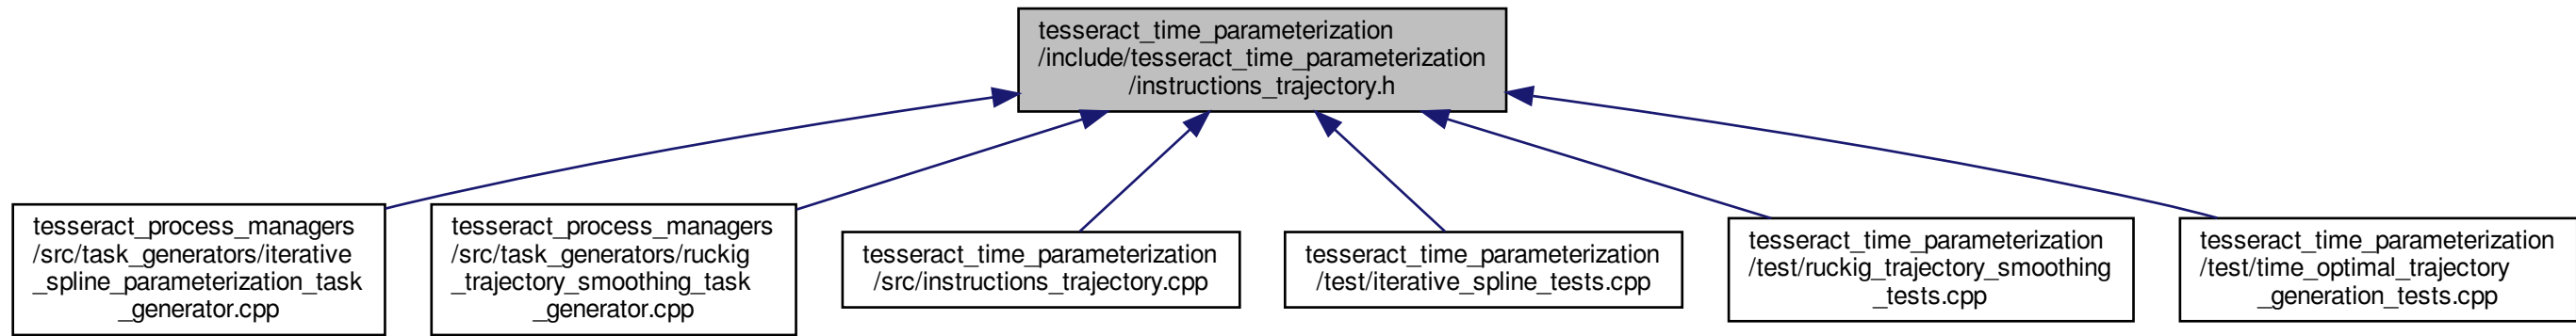 tesseract_time_parameterization
/include/tesseract_time_parameterization
/instructions_trajectory.h
tesseract_process_managers
/src/task_generators/iterative
_spline_parameterization_task
_generator.cpp
tesseract_process_managers
/src/task_generators/ruckig
_trajectory_smoothing_task
_generator.cpp
tesseract_time_parameterization
/src/instructions_trajectory.cpp
tesseract_time_parameterization
/test/iterative_spline_tests.cpp
tesseract_time_parameterization
/test/ruckig_trajectory_smoothing
_tests.cpp
tesseract_time_parameterization
/test/time_optimal_trajectory
_generation_tests.cpp